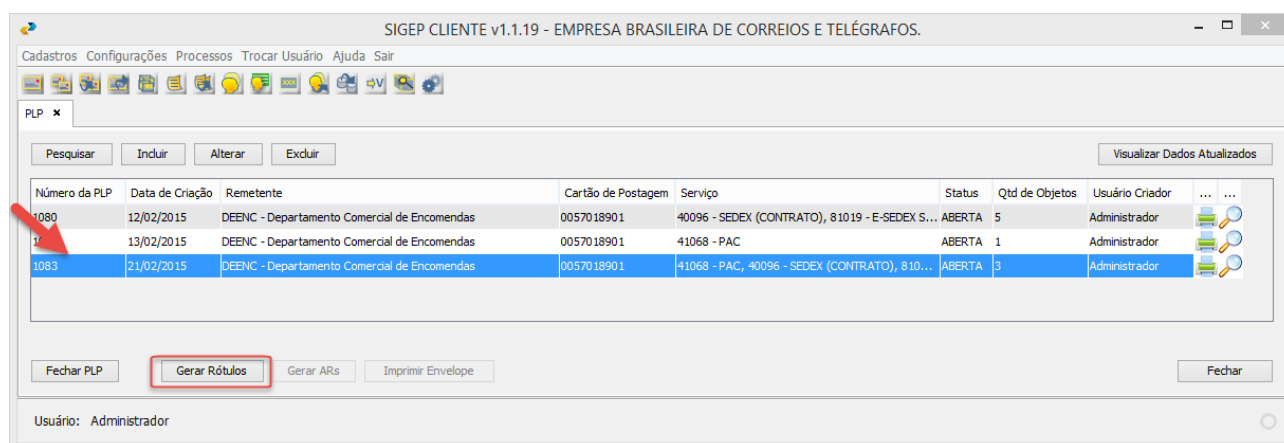 SIGEP CLIENTE v1.1.19 - EMPRESA BRASILEIRA DE CORREIOS E TELÉGRAFOS.
Cadastros Configurações Processos Trocar Usuário Ajuda Sair
PLP
Pesquisar Incluir Alterar Excluir Visualizar Dados Atualizados
Número da PLP Data de Criação Remetente Cartão de Postagem Serviço Status Qtd de Objetos Usuário Criador ... ...
1080 12/02/2015 DEENC - Departamento Comercial de Encomendas 0057018901 40096 - SEDEX (CONTRATO), 81019 - E-SEDEX S... ABERTA 5 Administrador
13/02/2015 DEENC - Departamento Comercial de Encomendas 0057018901 41068 - PAC ABERTA 1 Administrador
1083 21/02/2015 DEENC - Departamento Comercial de Encomendas 0057018901 41068 - PAC, 40096 - SEDEX (CONTRATO), 810... ABERTA 3 Administrador
Fechar PLP Gerar Rótulos Gerar ARs Imprimir Envelope Fechar
Usuário: Administrador